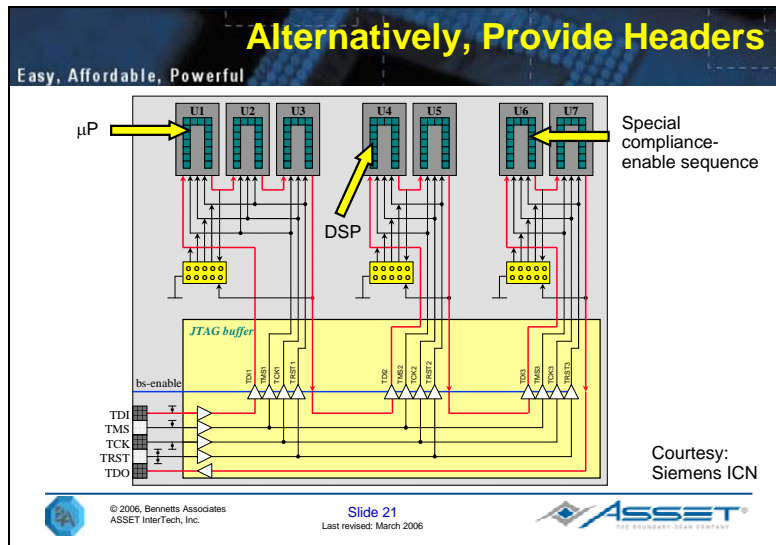 Alternatively, Provide Headers
Easy, Affordable, Powerful
U1 U2 U3 U4 U5 U6 U7
μP
Special
compliance-
enable sequence
DSP
JTAG buffer
TDI1 TMS1 TCK1 TRST1 TDI2 TMS2 TCK2 TRST2 TDI3 TMS3 TCK3 TRST3
bs-enable
TDI
TMS
TCK
TRST
TDO
Courtesy:
Siemens ICN
BA
© 2006, Bennetts Associates
ASSET InterTech, Inc.
Slide 21
Last revised: March 2006
ASSET
THE BOUNDARY-SCAN COMPANY